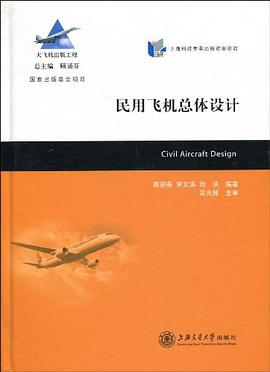 大飞机出版工程
总主编 顾诵芬
国家出版基金项目
上海科技专著出版资金资助
民用飞机总体设计
Civil Aircraft Design
陈迎春 宋文滨 刘洪 编著
吴光辉 主审
上海交通大学出版社